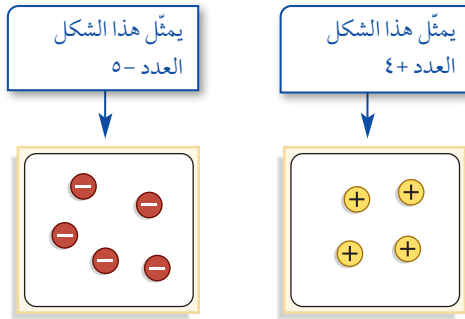 يمثّل هذا الشكل
العدد +٤
يمثّل هذا الشكل
العدد −٥
+ +
+ +
− −
−
− −